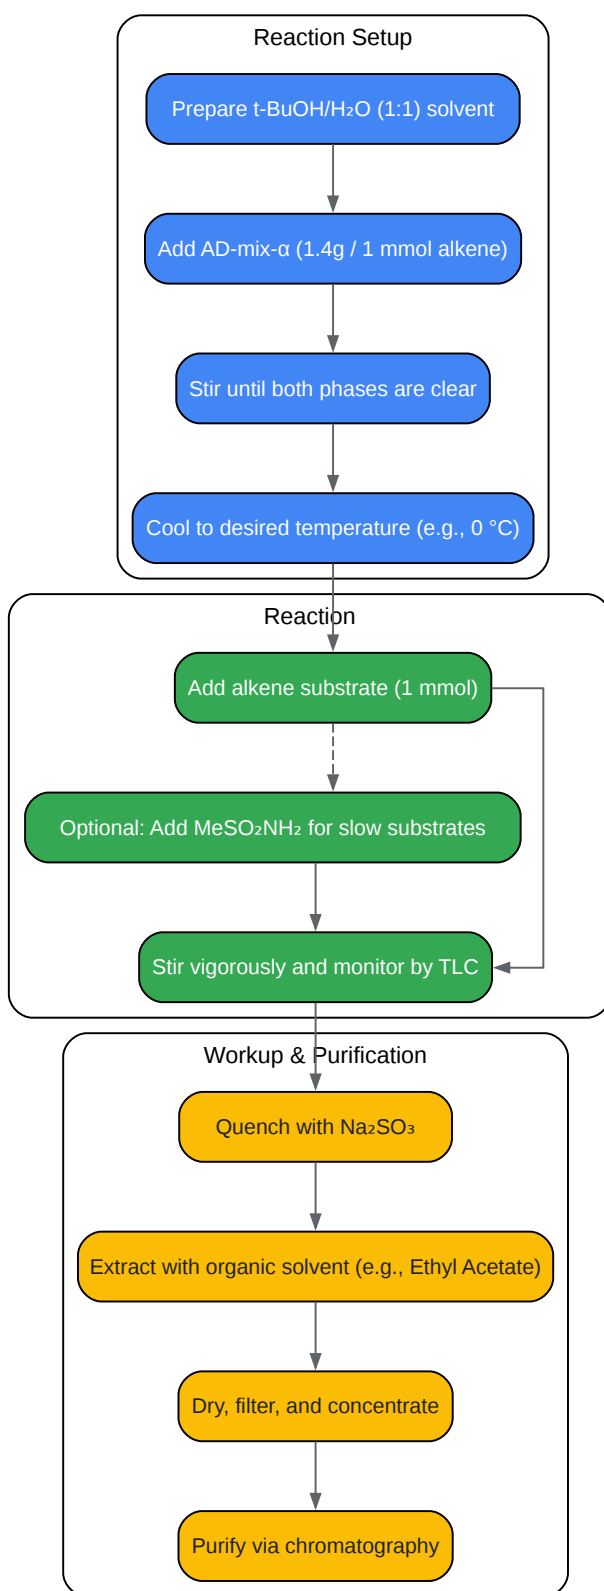 Reaction Setup
Prepare t-BuOH/H₂O (1:1) solvent
Add AD-mix-α (1.4g / 1 mmol alkene)
Stir until both phases are clear
Cool to desired temperature (e.g., 0 °C)
Reaction
Add alkene substrate (1 mmol)
Optional: Add MeSO₂NH₂ for slow substrates
Stir vigorously and monitor by TLC
Workup & Purification
Quench with Na₂SO₃
Extract with organic solvent (e.g., Ethyl Acetate)
Dry, filter, and concentrate
Purify via chromatography